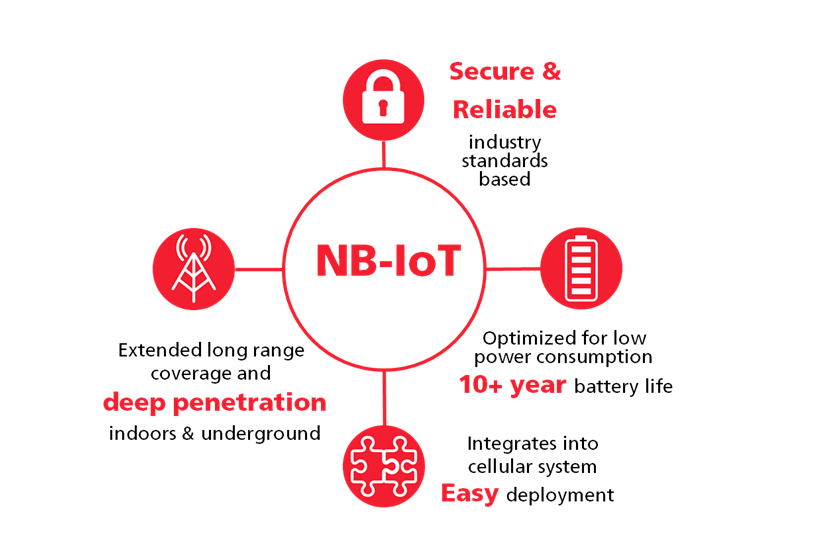 Secure &
Reliable
industry
standards
based
NB-IoT
Extended long range
coverage and
deep penetration
indoors & underground
Optimized for low
power consumption
10+ year battery life
Integrates into
cellular system
Easy deployment